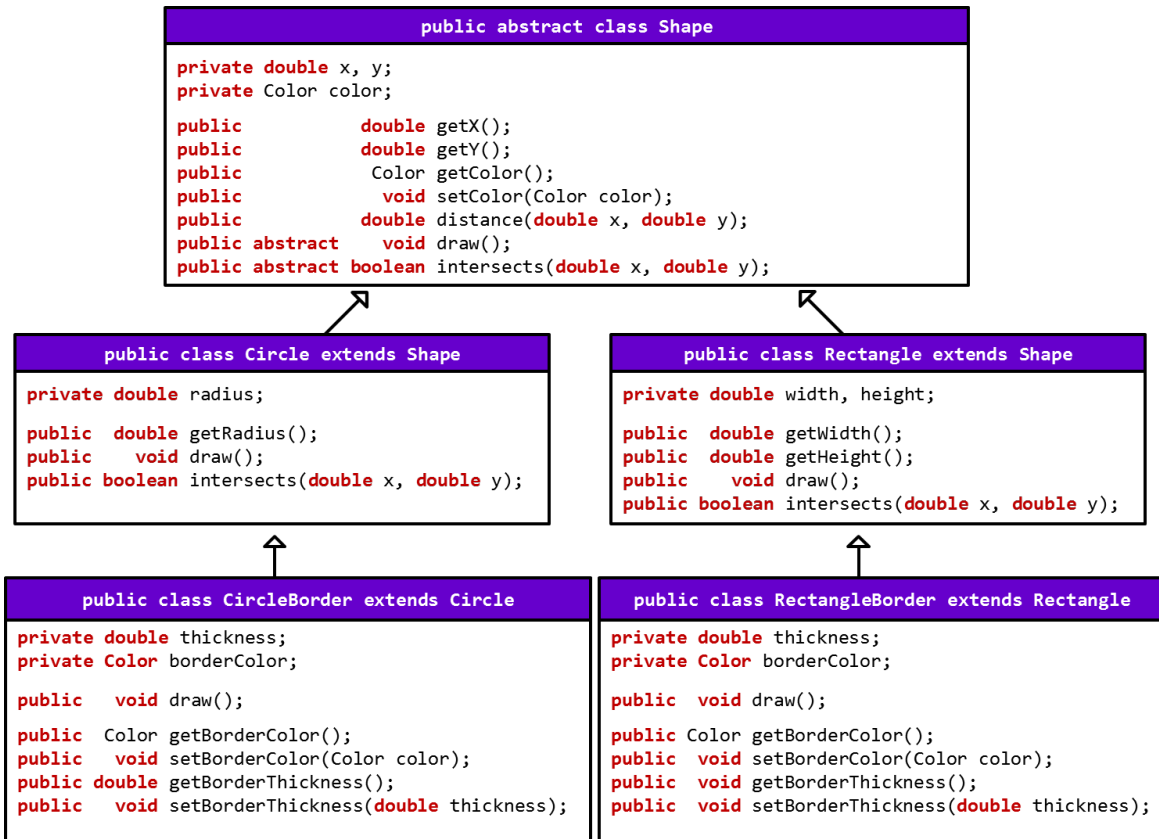 public abstract class Shape
private double x, y;
private Color color;
public double getX();
public double getY();
public Color getColor();
public void setColor(Color color);
public double distance(double x, double y);
public abstract void draw();
public abstract boolean intersects(double x, double y);
public class Circle extends Shape
private double radius;
public double getRadius();
public void draw();
public boolean intersects(double x, double y);
public class Rectangle extends Shape
private double width, height;
public double getWidth();
public double getHeight();
public void draw();
public boolean intersects(double x, double y);
public class CircleBorder extends Circle
private double thickness;
private Color borderColor;
public void draw();
public Color getBorderColor();
public void setBorderColor(Color color);
public double getBorderThickness();
public void setBorderThickness(double thickness);
public class RectangleBorder extends Rectangle
private double thickness;
private Color borderColor;
public void draw();
public Color getBorderColor();
public void setBorderColor(Color color);
public void getBorderThickness();
public void setBorderThickness(double thickness);